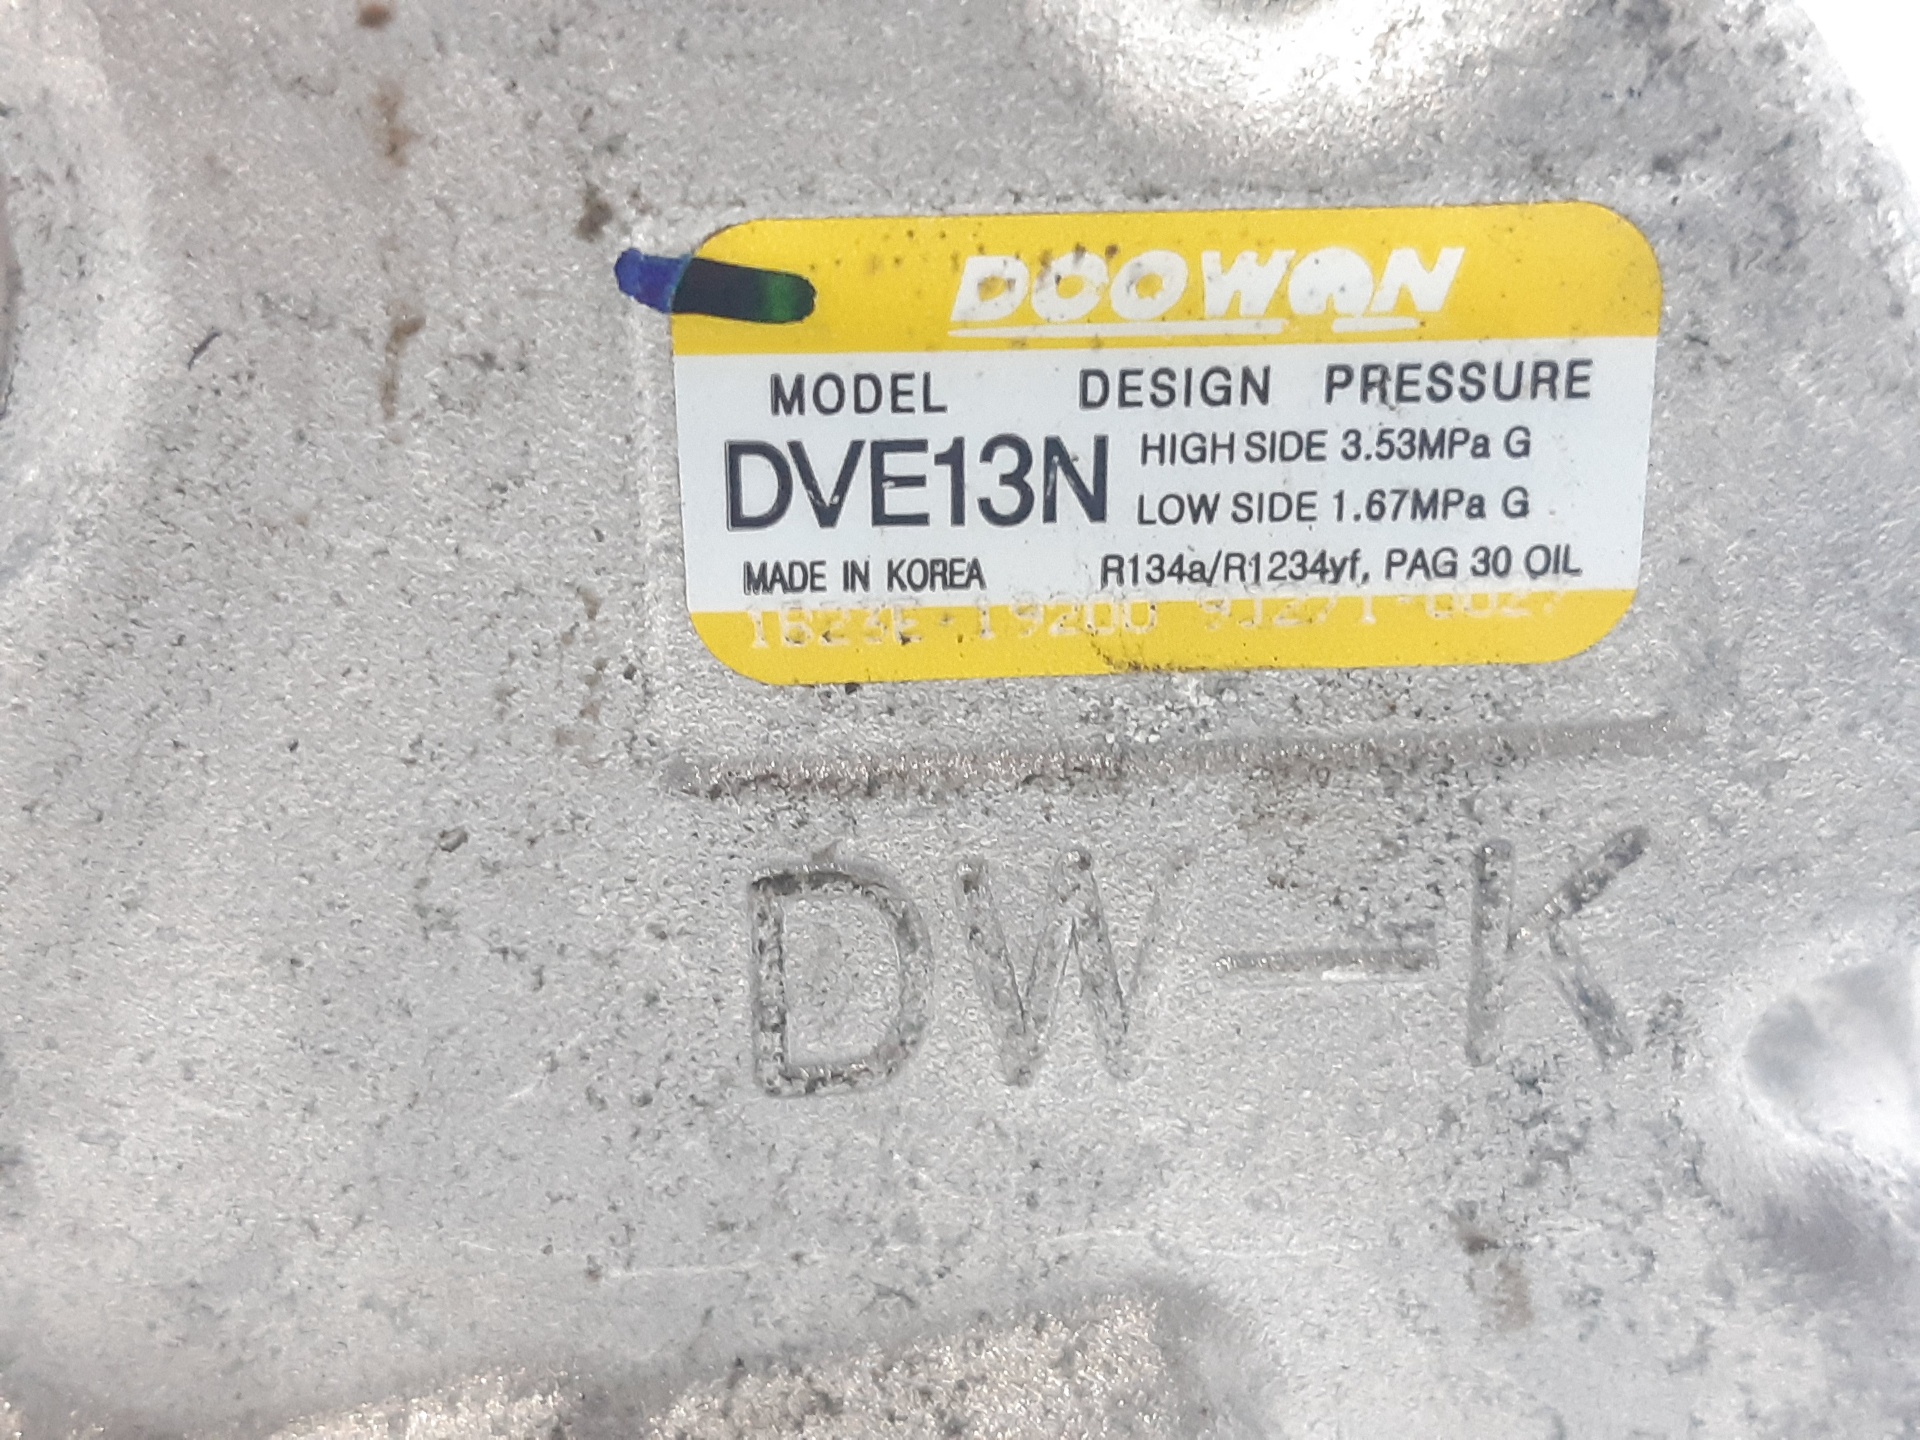 DOOWON
MODEL DESIGN PRESSURE
DVE13N HIGH SIDE 3.53MPa G
LOW SIDE 1.67MPa G
MADE IN KOREA R134a/R1234yf, PAG 30 OIL
19200
DW-K